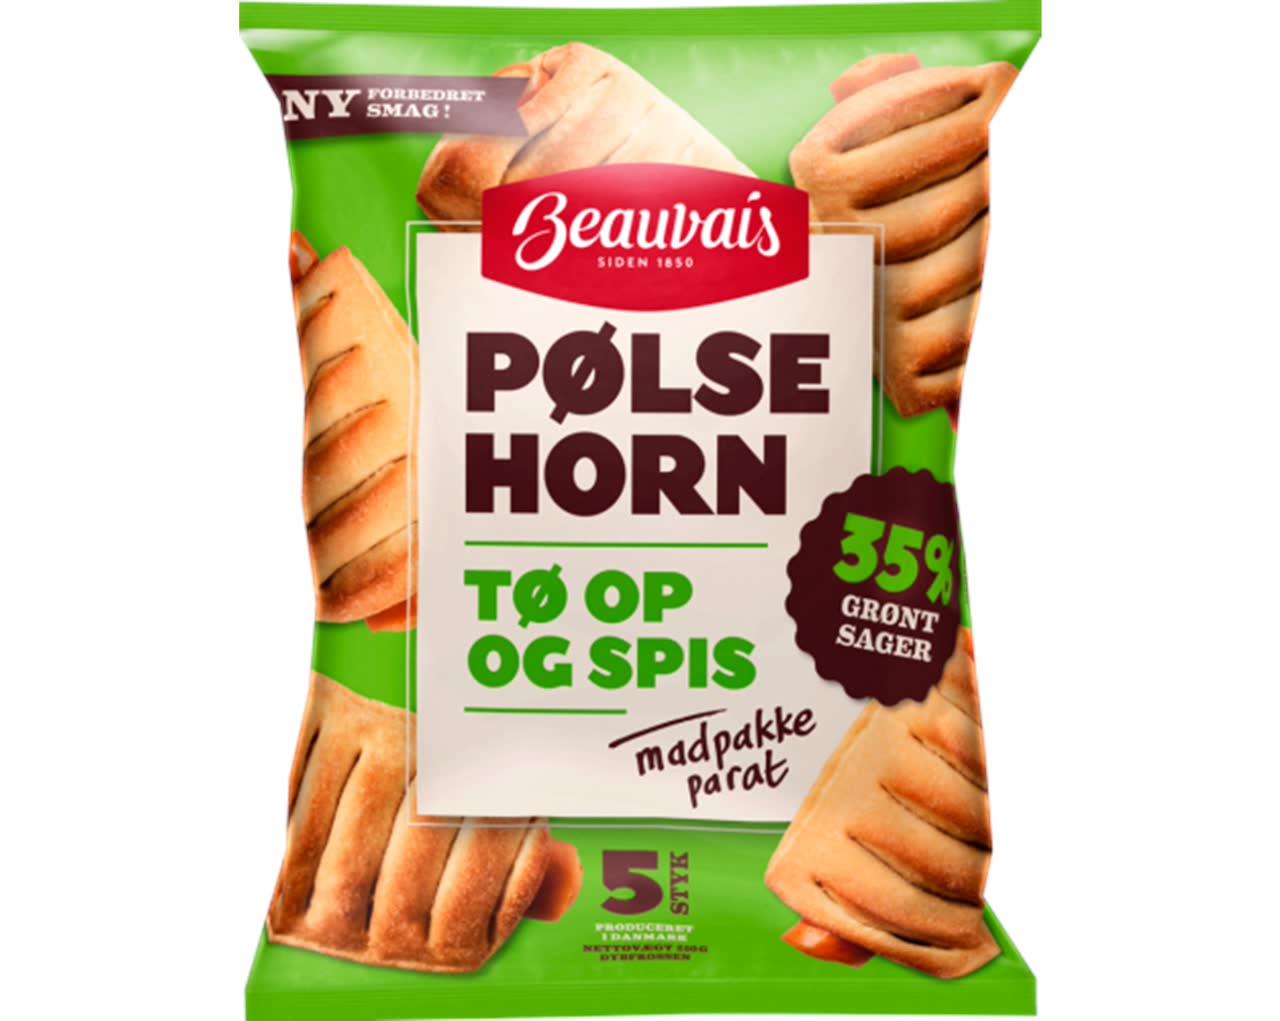 NY FORBEDRET
SMAG!
Beauvais
SIDEN 1850
PØLSE
HORN
TØ OP
OG SPIS
madpakke
parat
35%
GRØNT
SAGER
5 STYK
PRODUCERET
I DANMARK
NETTOVÆGT
DYBFROSSEN